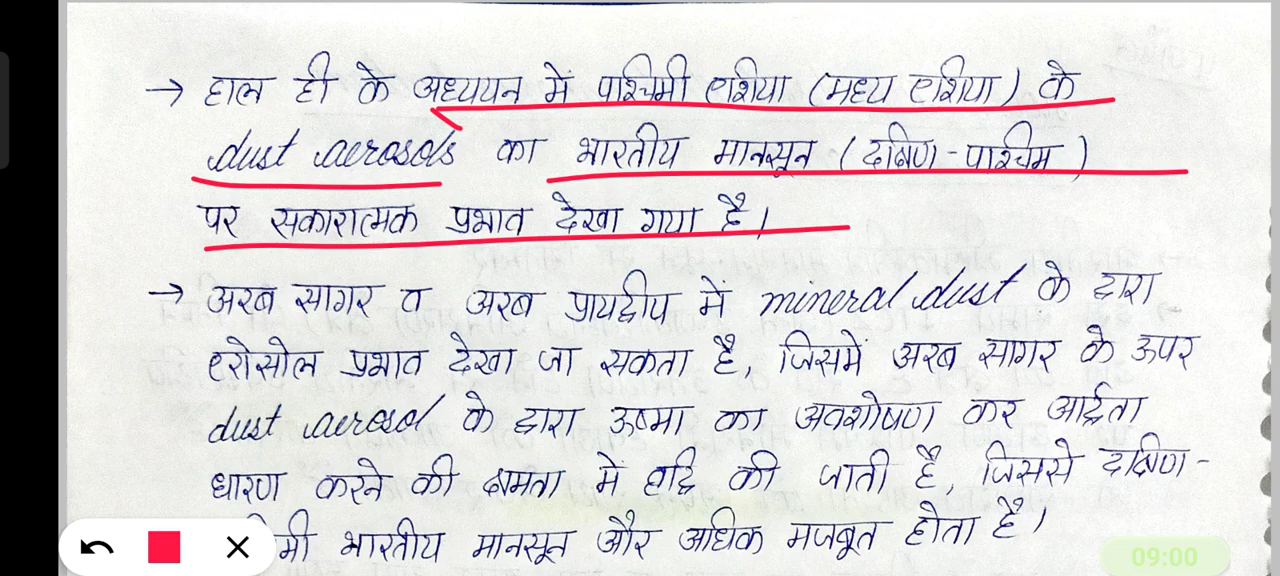 → हाल ही के अध्ययन में पश्चिमी एशिया (मध्य एशिया) के
dust aerosols का भारतीय मानसून (दक्षिण-पश्चिम)
पर सकारात्मक प्रभाव देखा गया है।
→ अरब सागर व अरब प्रायद्वीप में mineral dust के द्वारा
एरोसोल प्रभाव देखा जा सकता है, जिसमें अरब सागर के ऊपर
dust aerosol के द्वारा ऊष्मा का अवशोषण कर आर्द्रता
धारण करने की क्षमता में वृद्धि की जाती है, जिससे दक्षिण-
मी भारतीय मानसून और अधिक मजबूत होता है।
09:00